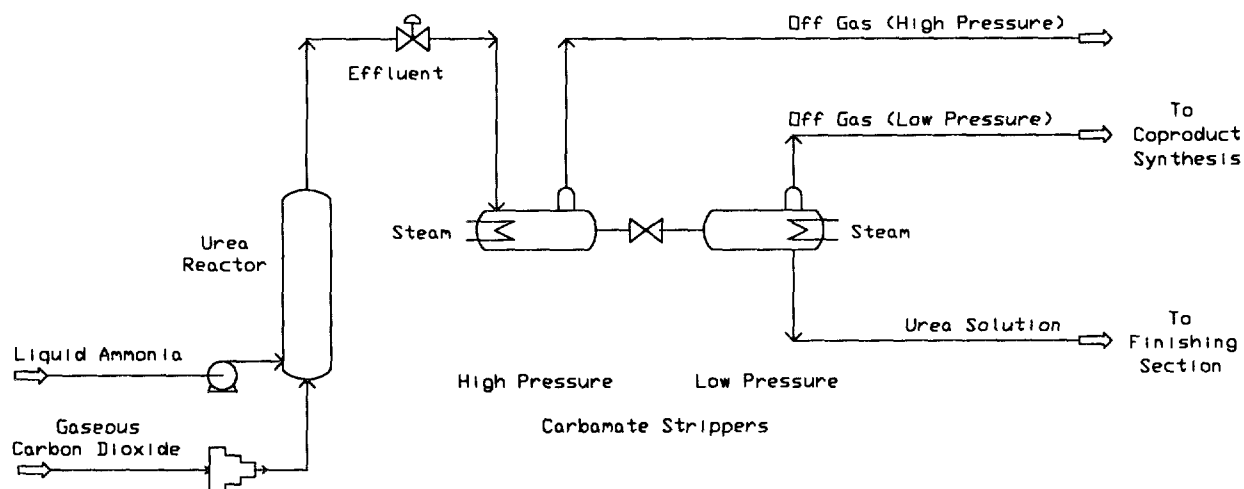 Off Gas (High Pressure)
Effluent
Off Gas (Low Pressure)
To
Coproduct
Synthesis
Steam
Steam
Urea
Reactor
Urea Solution
To
Finishing
Section
Liquid Ammonia
High Pressure
Low Pressure
Carbamate Strippers
Gaseous
Carbon Dioxide